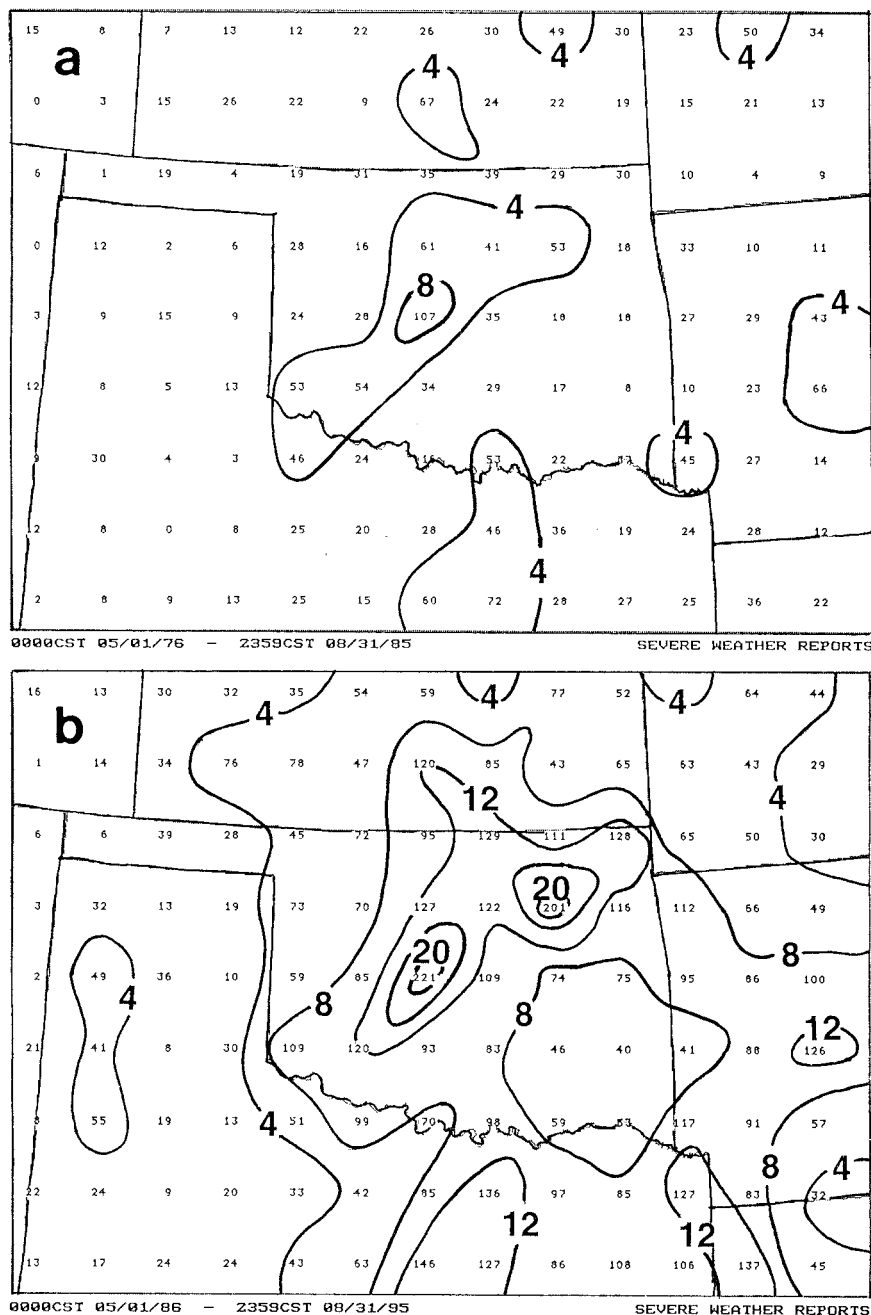 15 8 7 13 12 22 26 30 49 30 23 50 34
a
4 4 4
0 3 15 26 22 9 67 24 22 19 15 21 13
6 1 19 4 19 31 35 39 29 30 10 4 9
4
0 12 2 6 28 16 61 41 53 18 33 10 11
8 4
3 9 15 9 24 28 107 35 18 18 27 29 43
12 8 5 13 53 54 34 29 17 8 10 23 66
4
9 30 4 3 46 24 16 53 22 45 27 14
2 8 0 8 25 20 28 46 36 19 24 28 12
4
2 8 9 13 25 15 60 72 28 27 25 36 22
0000CST 05/01/76 - 2359CST 08/31/85 SEVERE WEATHER REPORTS
16 13 30 32 35 54 59 4 77 52 4 64 44
b 4
1 14 34 76 78 47 120 85 43 65 63 43 29
12 4
6 6 39 28 45 72 95 129 111 128 65 50 30
20
3 32 13 19 73 70 127 122 201 116 112 66 49
20 8
2 49 36 10 59 85 221 109 74 75 95 86 100
4 8 8
12
21 41 8 30 109 120 93 83 46 40 41 88 126
8 55 19 13 51 99 70 98 59 53 117 91 57
4 8 4
22 24 9 20 33 42 85 136 97 85 127 83 32
12 12
13 17 24 24 43 63 146 127 86 108 106 137 45
0000CST 05/01/86 - 2359CST 08/31/95 SEVERE WEATHER REPORTS